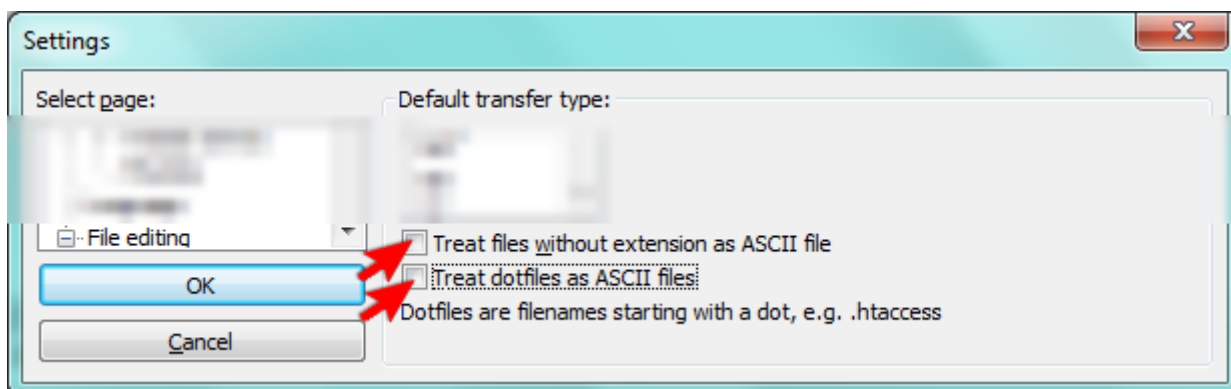 Settings
Select page:
Default transfer type:
File editing
Treat files without extension as ASCII file
OK
Treat dotfiles as ASCII files
Dotfiles are filenames starting with a dot, e.g. .htaccess
Cancel